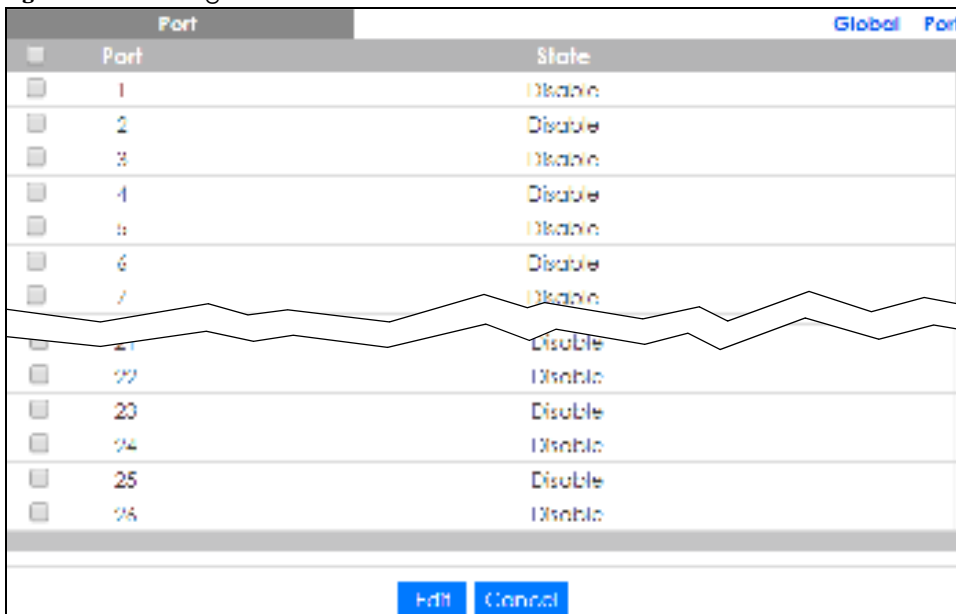 Port Global Port
Port State
1 Disable
2 Disable
3 Disable
4 Disable
5 Disable
6 Disable
7 Disable
21 Disable
22 Disable
23 Disable
24 Disable
25 Disable
26 Disable
Edit Cancel